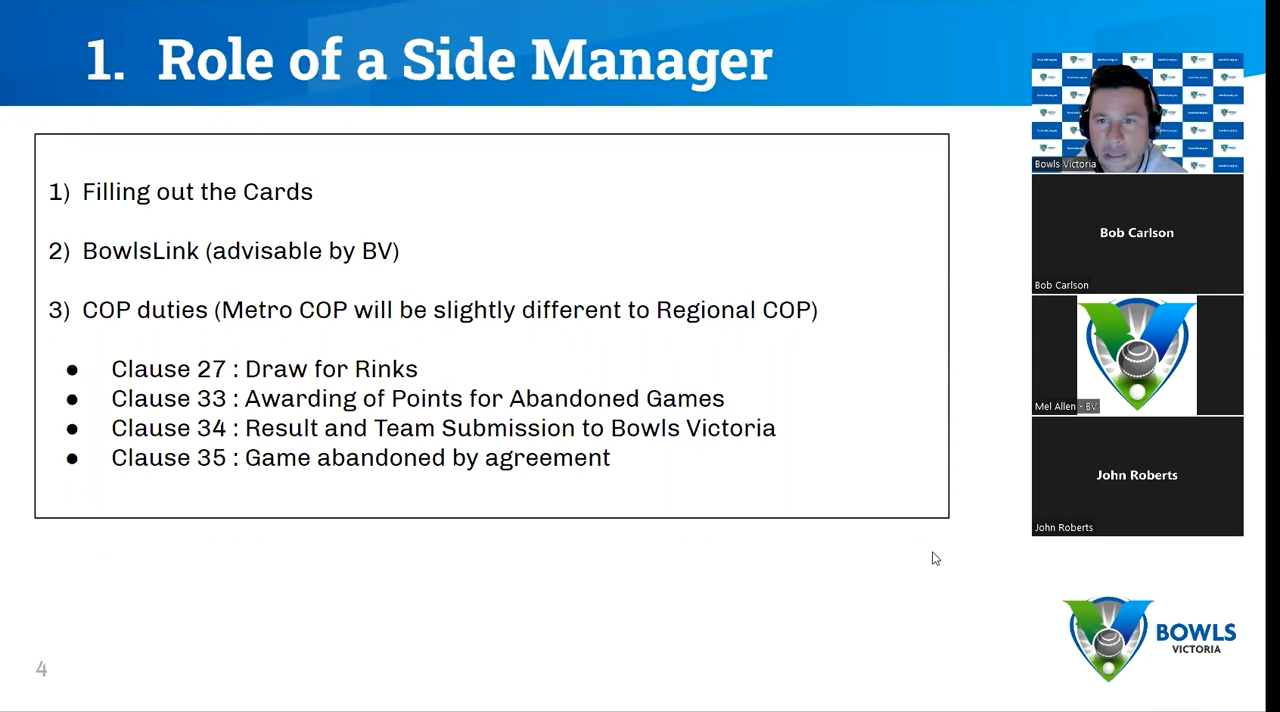 1. Role of a Side Manager
1) Filling out the Cards
2) BowlsLink (advisable by BV)
3) COP duties (Metro COP will be slightly different to Regional COP)
● Clause 27 : Draw for Rinks
● Clause 33 : Awarding of Points for Abandoned Games
● Clause 34 : Result and Team Submission to Bowls Victoria
● Clause 35 : Game abandoned by agreement
4
Bowls Victoria
Bob Carlson
Bob Carlson
Mel Allen - BV
John Roberts
John Roberts
BOWLS
VICTORIA